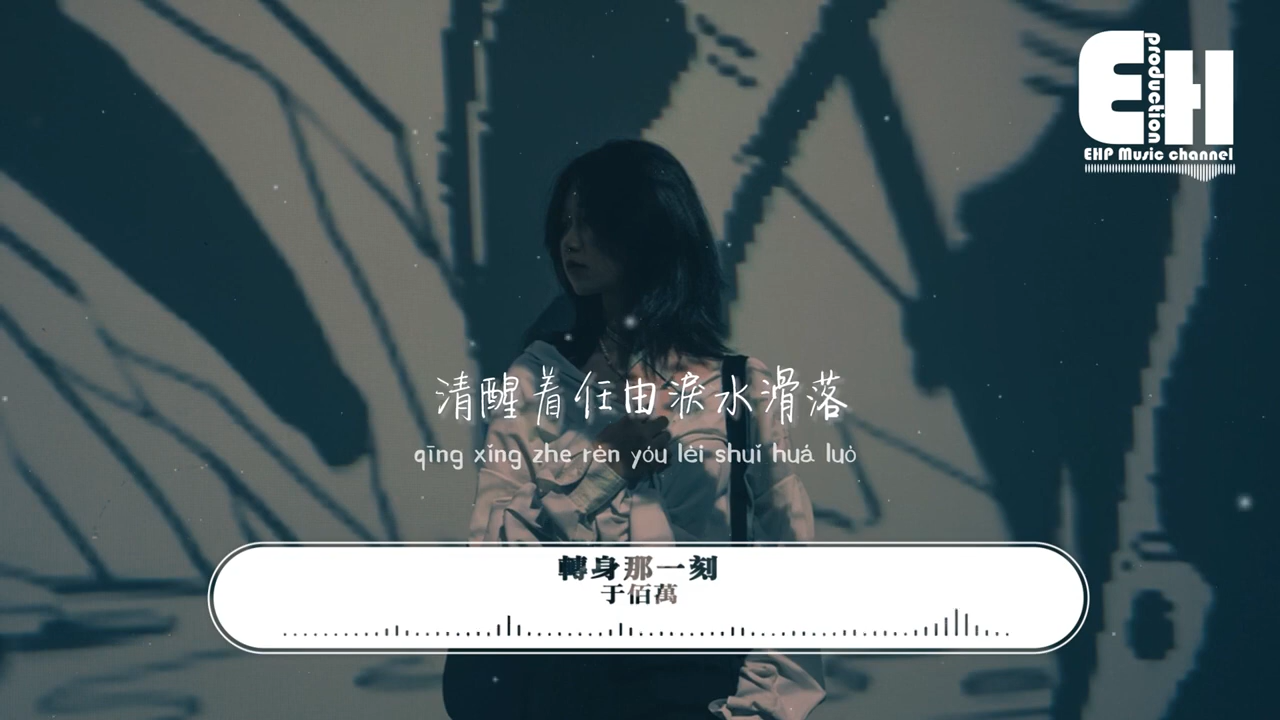 EH
production
EHP Music channel
清醒着任由淚水滑落
qīng xǐng zhe rèn yóu lèi shuǐ huá luò
轉身那一刻
于佰萬